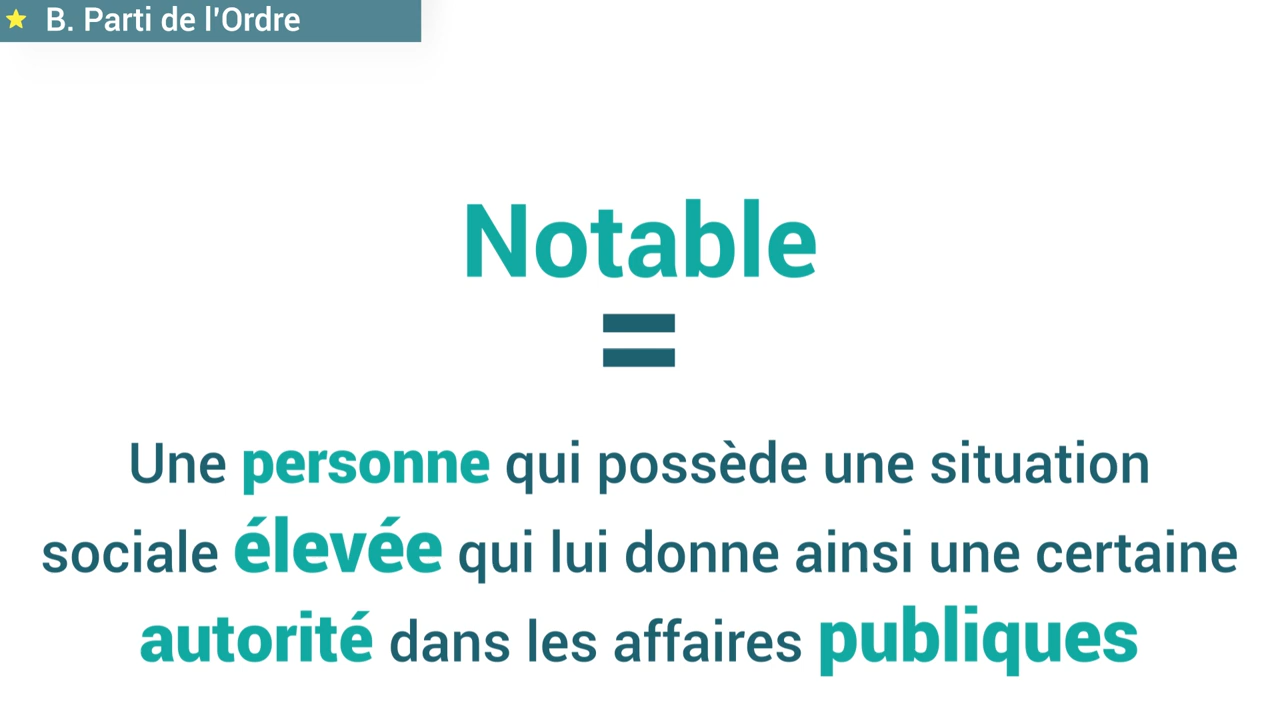 B. Parti de l'Ordre
Notable
=
Une personne qui possède une situation
sociale élevée qui lui donne ainsi une certaine
autorité dans les affaires publiques